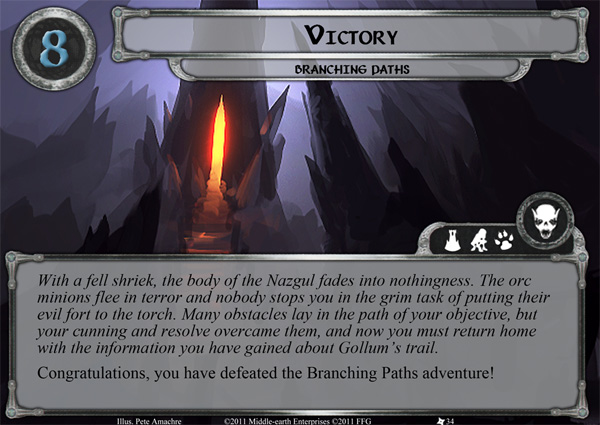 8
Victory
BRANCHING PATHS
With a fell shriek, the body of the Nazgul fades into nothingness. The orc
minions flee in terror and nobody stops you in the grim task of putting their
evil fort to the torch. Many obstacles lay in the path of your objective, but
your cunning and resolve overcame them, and now you must return home
with the information you have gained about Gollum's trail.
Congratulations, you have defeated the Branching Paths adventure!
Illus. Pete Amachre ©2011 Middle-earth Enterprises ©2011 FFG 34